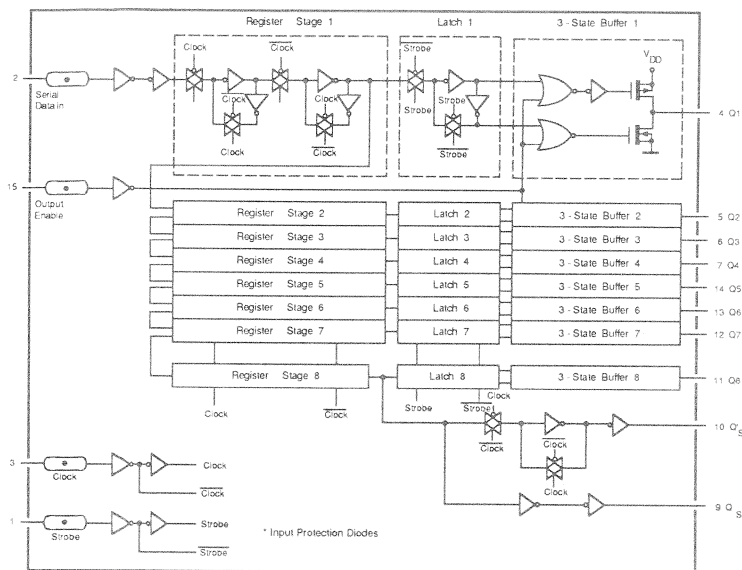 Register Stage 1
Latch 1
3-State Buffer 1
Clock
Clock
Strobe
VDD
2
Serial
Data in
Clock
Clock
Clock
Clock
Strobe
Strobe
Strobe
4 Q1
15
Output
Enable
Register Stage 2
Latch 2
3-State Buffer 2
5 Q2
Register Stage 3
Latch 3
3-State Buffer 3
6 Q3
Register Stage 4
Latch 4
3-State Buffer 4
7 Q4
Register Stage 5
Latch 5
3-State Buffer 5
14 Q5
Register Stage 6
Latch 6
3-State Buffer 6
13 Q6
Register Stage 7
Latch 7
3-State Buffer 7
12 Q7
Register Stage 8
Latch 8
3-State Buffer 8
11 Q8
Clock
Clock
Strobe
Strobe
Clock
Clock
Clock
Clock
10 Q'S
3
Clock
Clock
Clock
9 QS
1
Strobe
Strobe
Strobe
* Input Protection Diodes